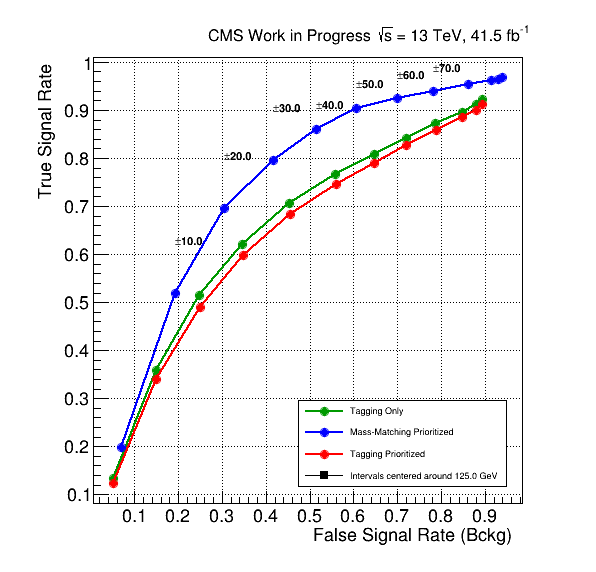 CMS Work in Progress √s = 13 TeV, 41.5 fb⁻¹
True Signal Rate
1
0.9
0.8
0.7
0.6
0.5
0.4
0.3
0.2
0.1
±10.0
±20.0
±30.0
±40.0
±50.0
±60.0
±70.0
Tagging Only
Mass-Matching Prioritized
Tagging Prioritized
Intervals centered around 125.0 GeV
0.1 0.2 0.3 0.4 0.5 0.6 0.7 0.8 0.9
False Signal Rate (Bckg)